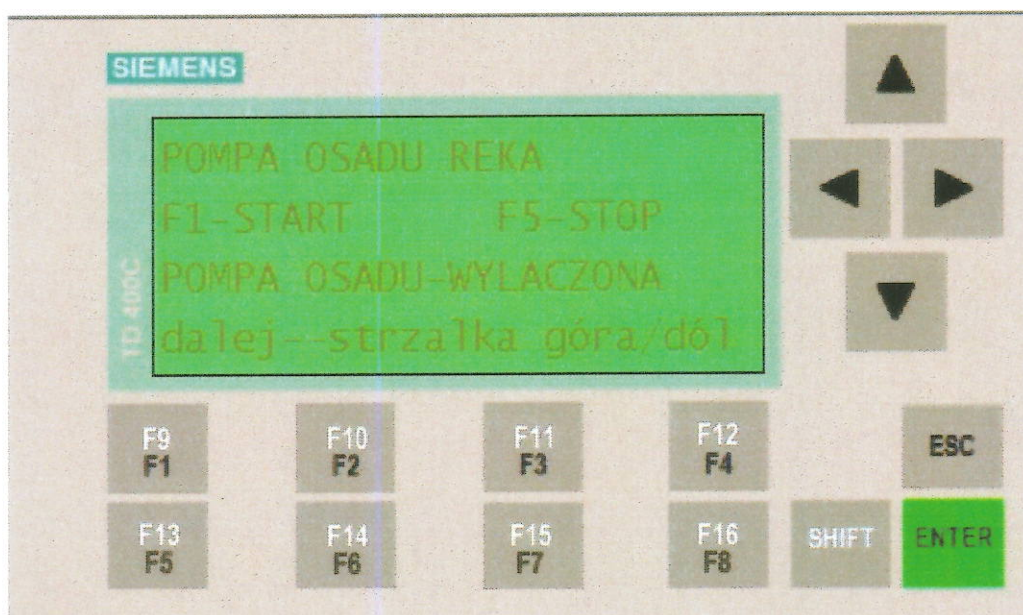 SIEMENS
TD 400C
POMPA OSADU REKA
F1-START F5-STOP
POMPA OSADU-WYLACZONA
dalej--strzalka góra/dól
F9 F10 F11 F12
F1 F2 F3 F4
ESC
F13 F14 F15 F16
F5 F6 F7 F8
SHIFT ENTER